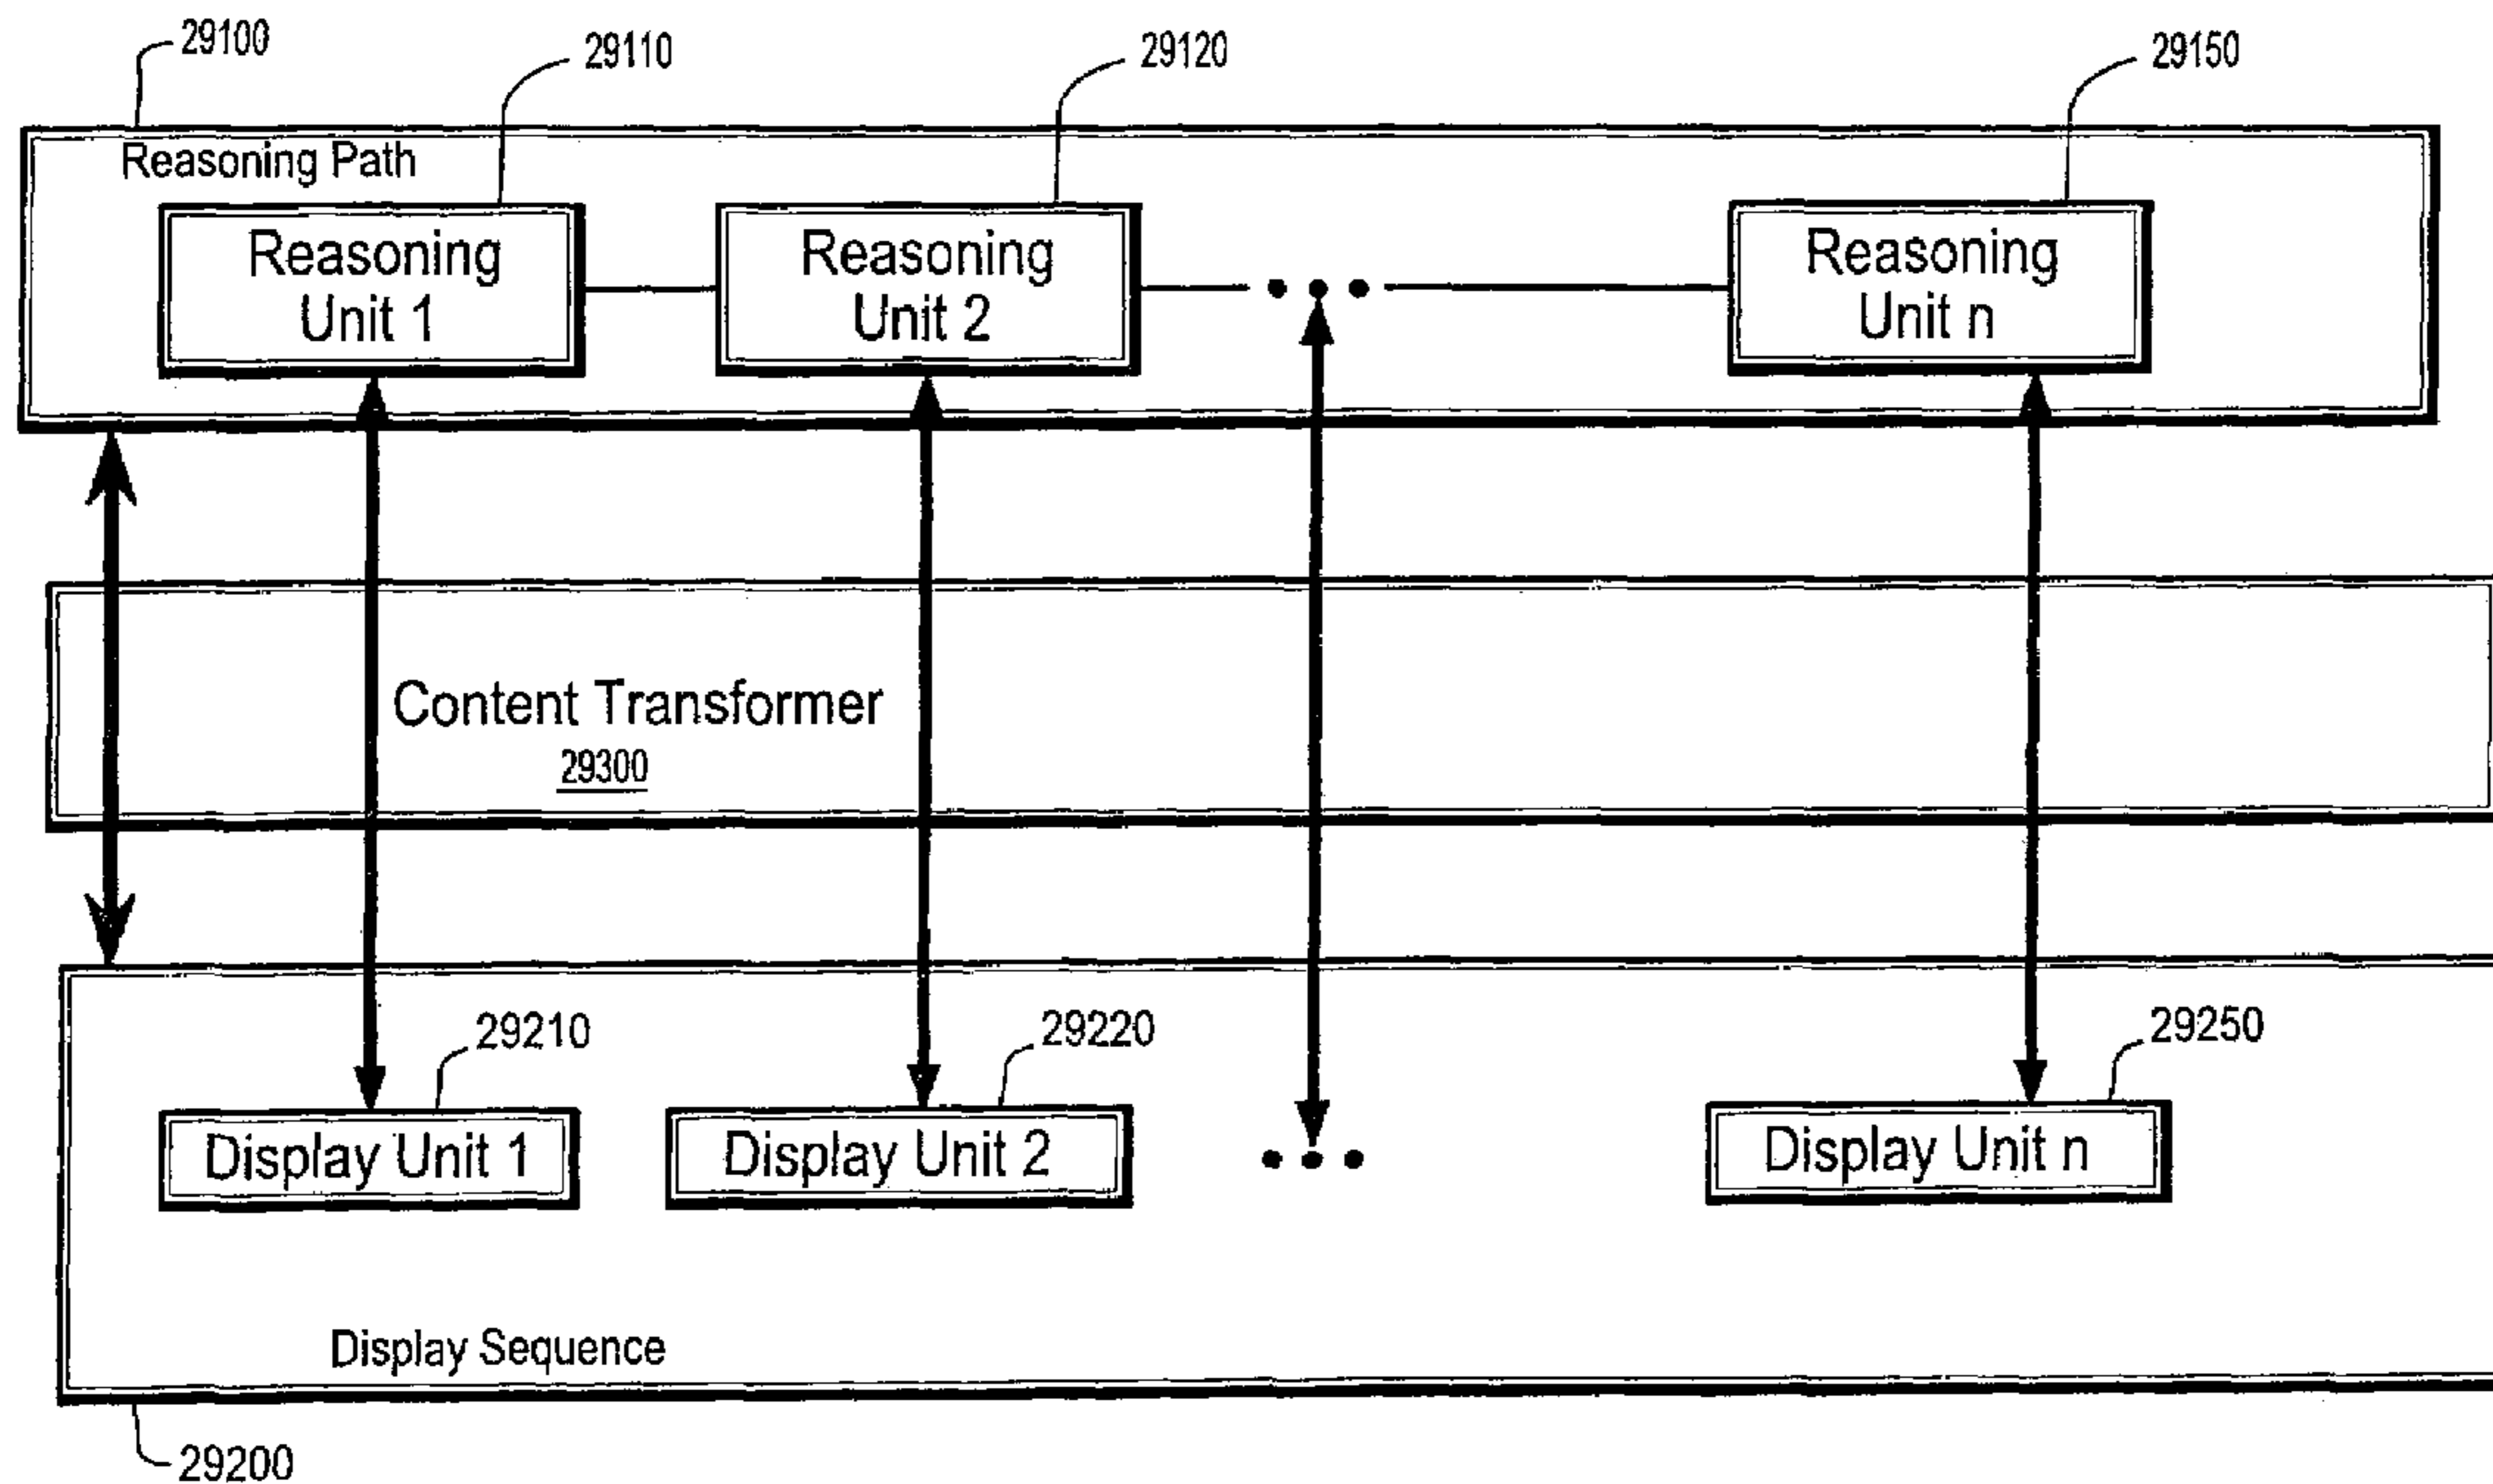 29100
29110
29120
29150
Reasoning Path
Reasoning
Unit 1
Reasoning
Unit 2
Reasoning
Unit n
Content Transformer
29300
29210
29220
29250
Display Unit 1
Display Unit 2
Display Unit n
Display Sequence
29200